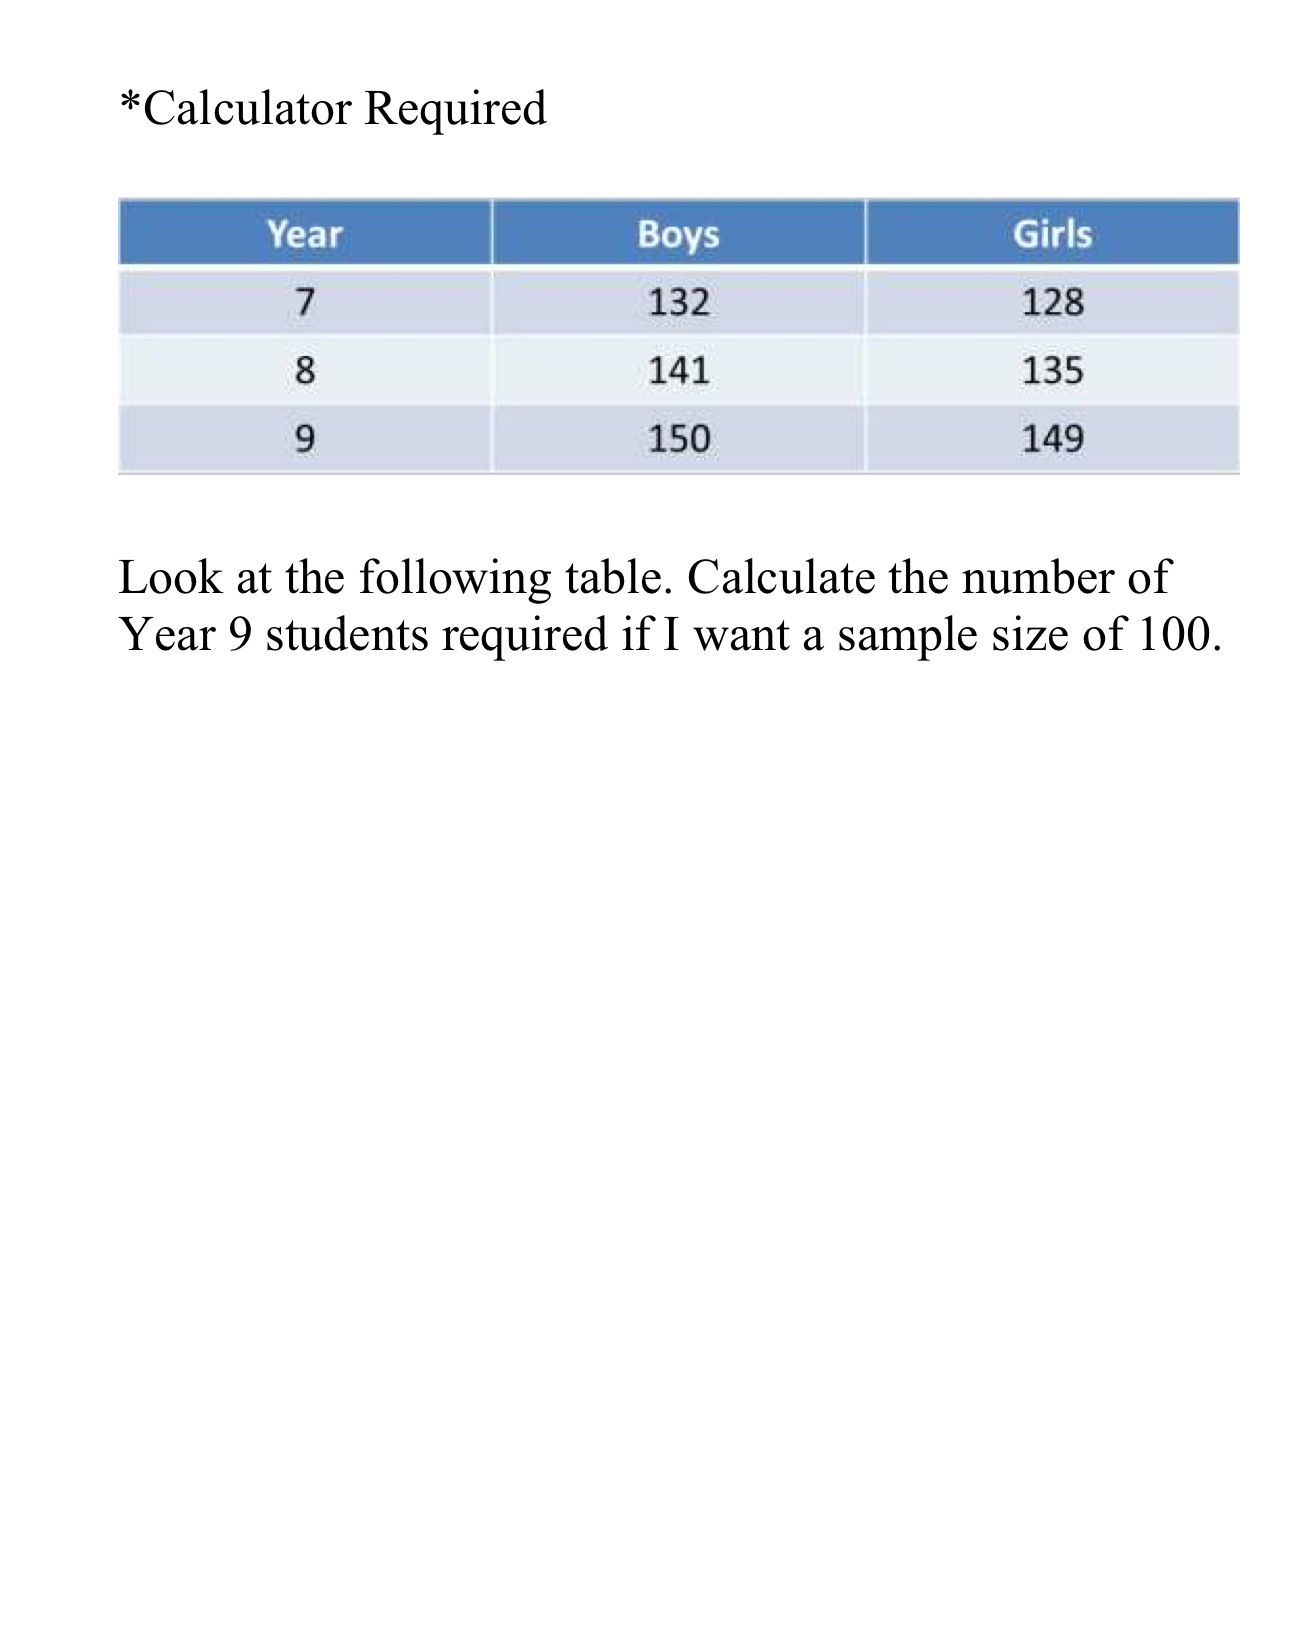 *Calculator Required
Year Boys Girls
7 132 128
8 141 135
9 150 149
Look at the following table. Calculate the number of
Year 9 students required if I want a sample size of 100.